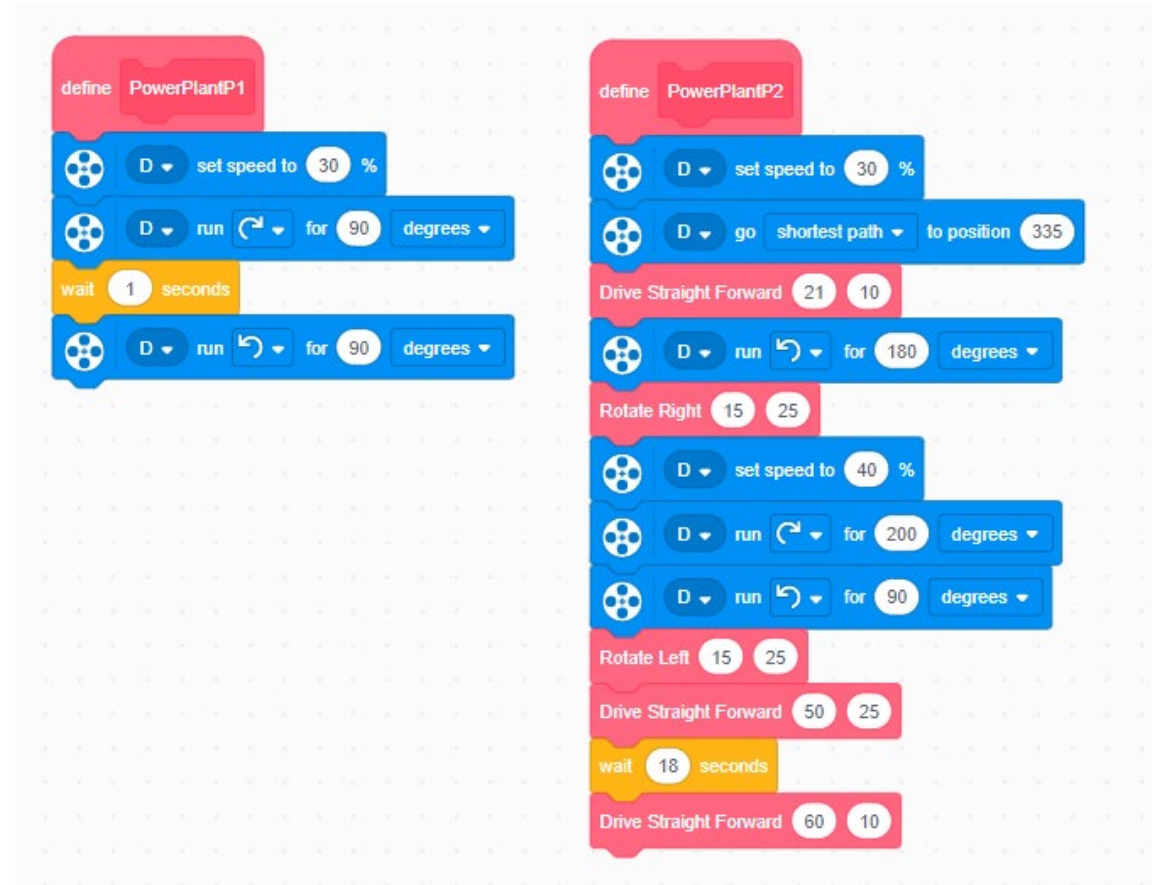 define PowerPlantP1
D set speed to 30 %
D run for 90 degrees
wait 1 seconds
D run for 90 degrees
define PowerPlantP2
D set speed to 30 %
D go shortest path to position 335
Drive Straight Forward 21 10
D run for 180 degrees
Rotate Right 15 25
D set speed to 40 %
D run for 200 degrees
D run for 90 degrees
Rotate Left 15 25
Drive Straight Forward 50 25
wait 18 seconds
Drive Straight Forward 60 10